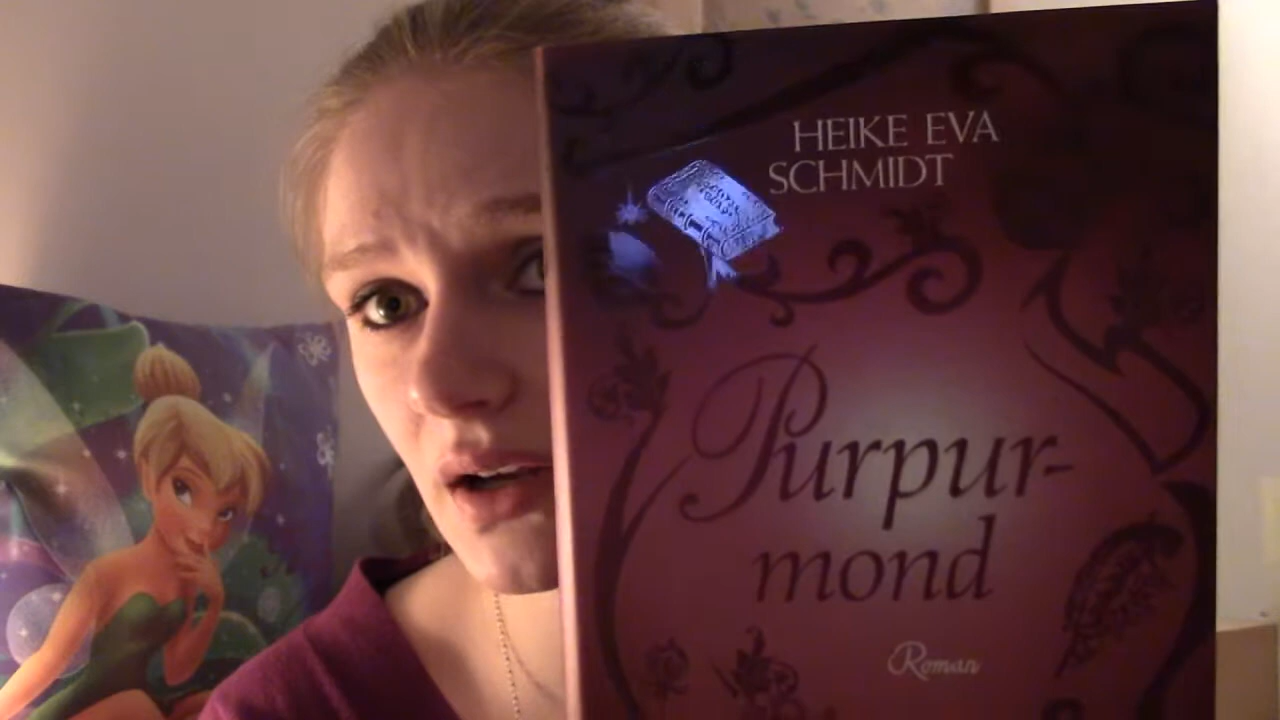 HEIKE EVA
SCHMIDT
Purpur-
mond
Roman